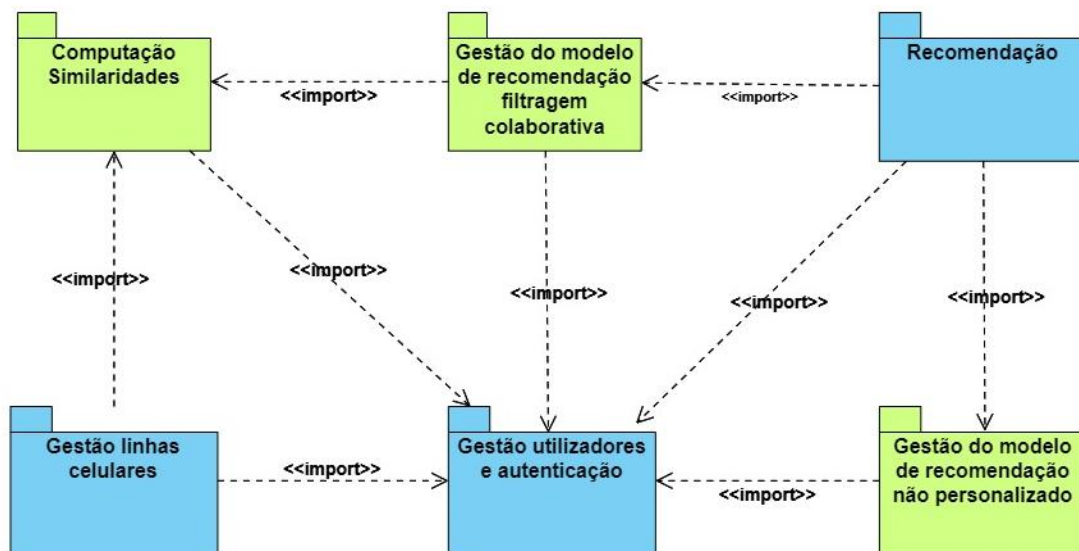 Computação
Similaridades
Gestão do modelo
de recomendação
filtragem
colaborativa
Recomendação
<<import>>
<<import>>
<<import>>
<<import>>
<<import>>
<<import>>
<<import>>
Gestão linhas
celulares
Gestão utilizadores
e autenticação
Gestão do modelo
de recomendação
não personalizado
<<import>>
<<import>>